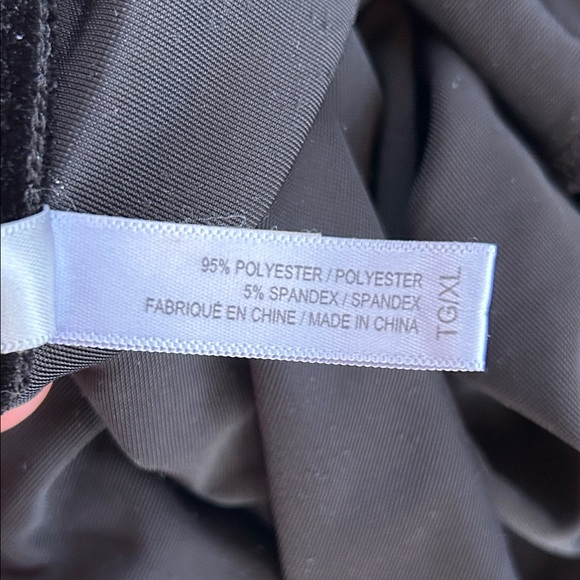 95% POLYESTER / POLYESTER
5% SPANDEX / SPANDEX
FABRIQUÉ EN CHINE / MADE IN CHINA
TG/XL